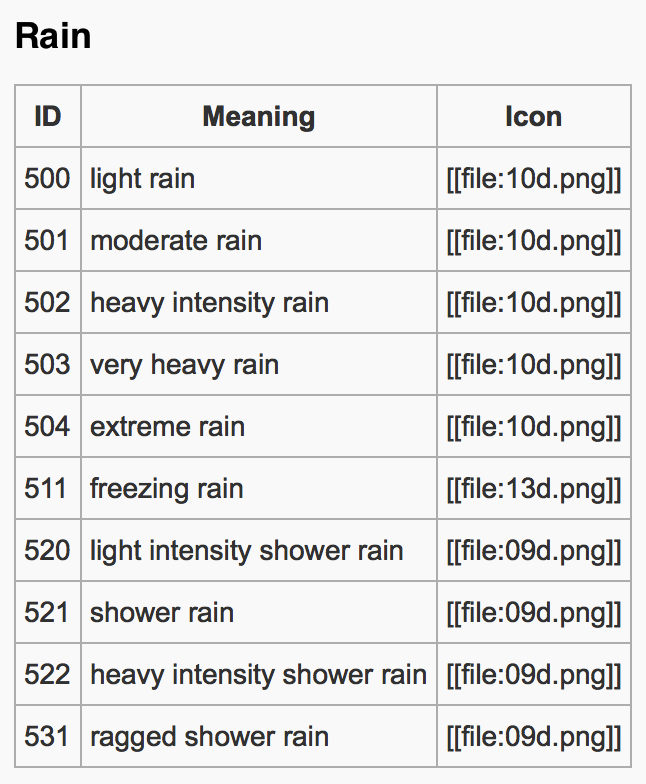 Rain
ID Meaning Icon
500 light rain [[file:10d.png]]
501 moderate rain [[file:10d.png]]
502 heavy intensity rain [[file:10d.png]]
503 very heavy rain [[file:10d.png]]
504 extreme rain [[file:10d.png]]
511 freezing rain [[file:13d.png]]
520 light intensity shower rain [[file:09d.png]]
521 shower rain [[file:09d.png]]
522 heavy intensity shower rain [[file:09d.png]]
531 ragged shower rain [[file:09d.png]]